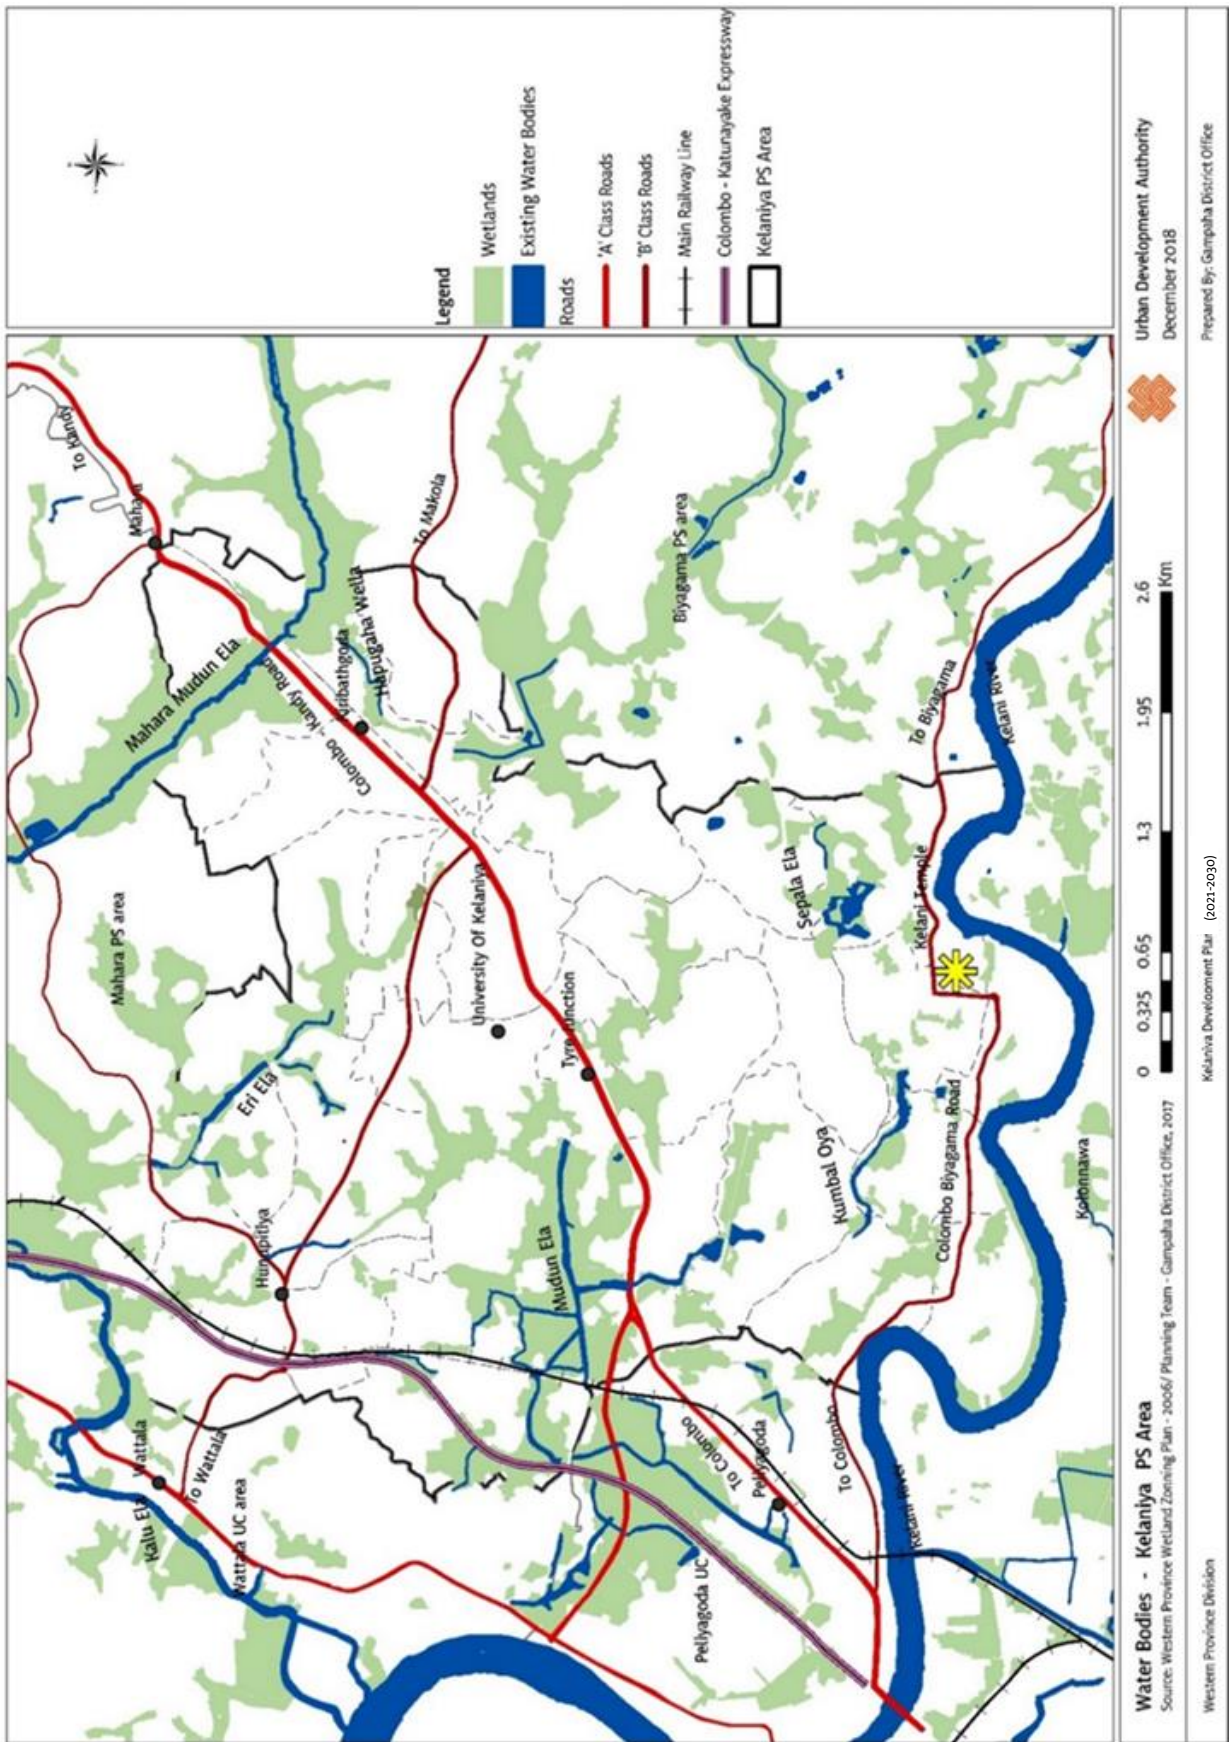 To Kandy
Mahara
Mahara Mudun Ela
Colombo - Kandy Road
Kiribathgoda
Hapugaha Wella
To Makola
Mahara PS area
University Of Kelaniya
Tyre Junction
Eri Ela
Hunupitiya
Mudun Ela
Kalu Ela
Wattala
To Wattala
Wattala UC area
Peliyagoda UC
Peliyagoda
To Colombo
To Colombo
Kelani River
Colombo Biyagama Road
Kumbal Oya
Sepala Ela
Kelani Temple
Biyagama PS area
To Biyagama
Kelani River
Kolonnawa
Legend
Wetlands
Existing Water Bodies
Roads
'A' Class Roads
'B' Class Roads
Main Railway Line
Colombo - Katunayake Expressway
Kelaniya PS Area
Water Bodies - Kelaniya PS Area
Source: Western Province Wetland Zonning Plan - 2006/ Planning Team - Gampaha District Office, 2017
0 0.325 0.65 1.3 1.95 2.6
Km
Urban Development Authority
December 2018
Western Province Division
Kelaniya Development Plan (2021-2030)
Prepared By: Gampaha District Office